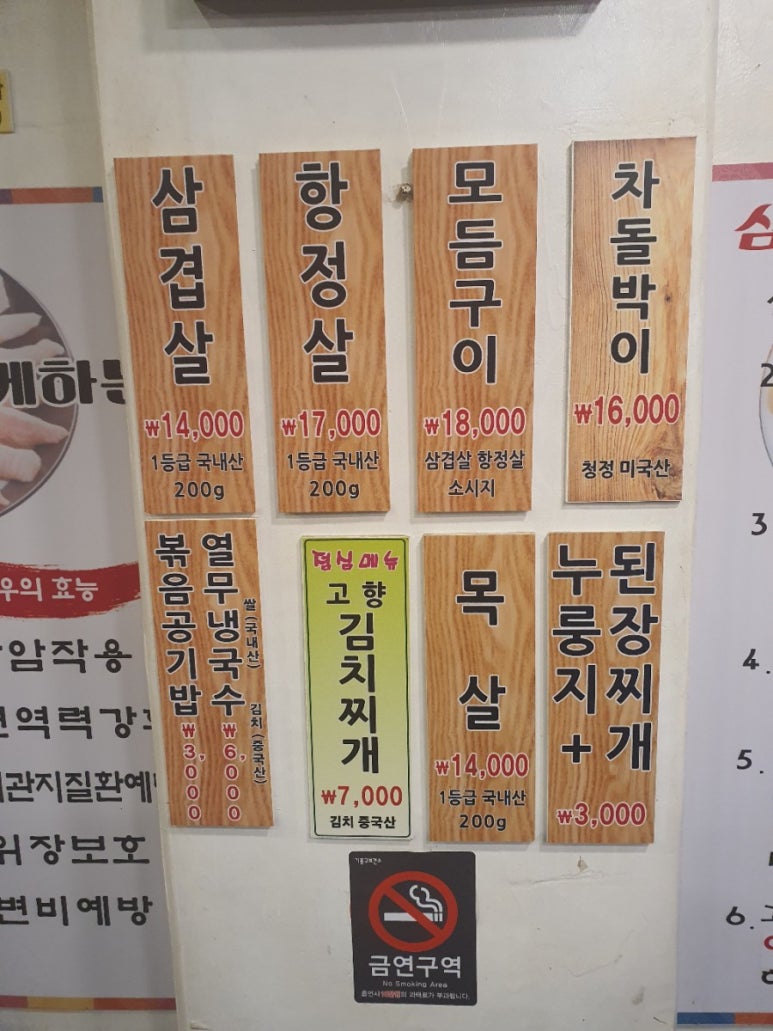 삼겹살
₩14,000
1등급 국내산
200g
항정살
₩17,000
1등급 국내산
200g
모듬구이
₩18,000
삼겹살 항정살
소시지
차돌박이
₩16,000
청정 미국산
열무냉국수
₩6,000
볶음공기밥
₩3,000
쌀(국내산)
김치(중국산)
점심메뉴
고향
김치찌개
₩7,000
김치 중국산
목살
₩14,000
1등급 국내산
200g
된장찌개
누룽지+
₩3,000
금연구역
No Smoking Area
게하는
우의 효능
암작용
역력강
관지질환예
위장보호
변비예방
3
4.
5.
6.